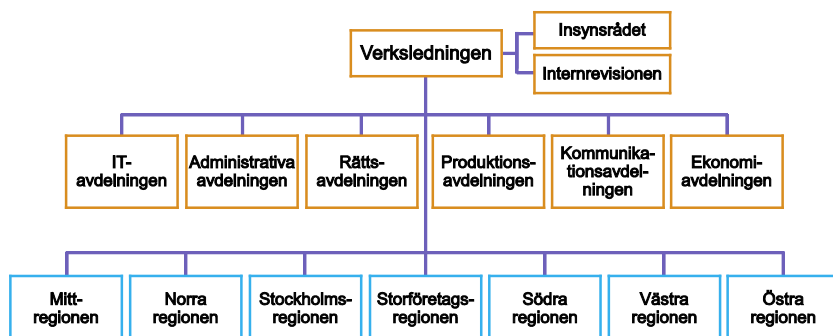 Insynsrådet
Verksledningen
Internrevisionen
IT-
avdelningen
Administrativa
avdelningen
Rätts-
avdelningen
Produktions-
avdelningen
Kommunika-
tionsavdel-
ningen
Ekonomi-
avdelningen
Mitt-
regionen
Norra
regionen
Stockholms-
regionen
Storföretags-
regionen
Södra
regionen
Västra
regionen
Östra
regionen